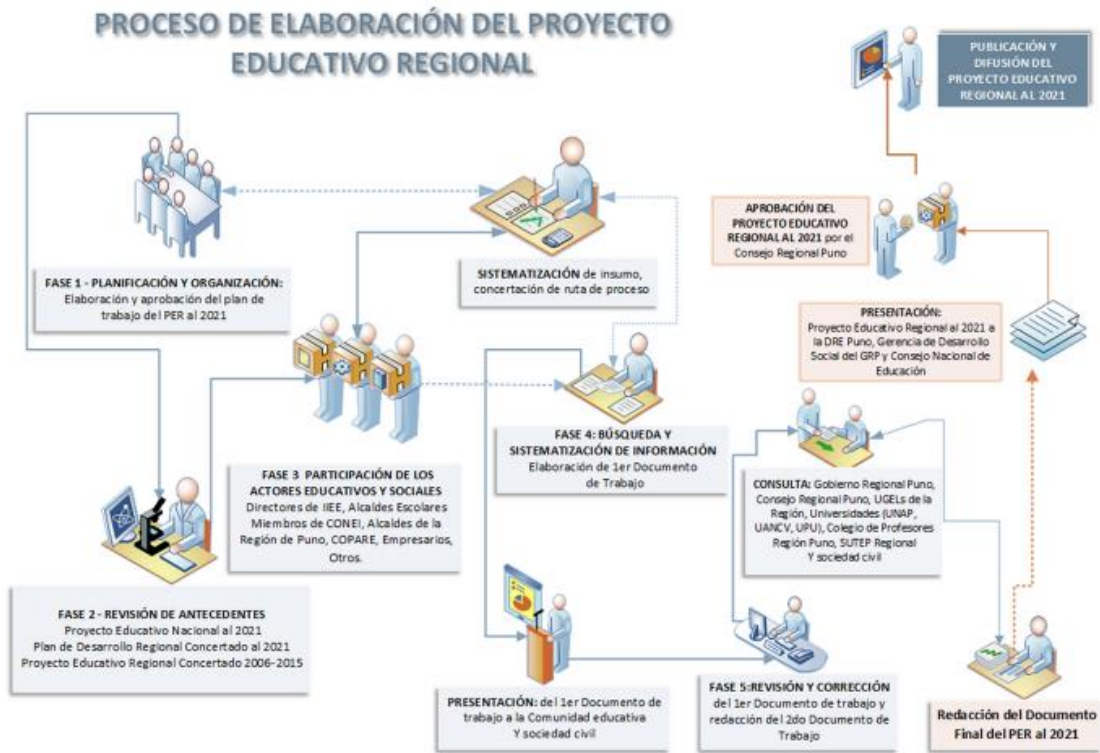 PROCESO DE ELABORACIÓN DEL PROYECTO
EDUCATIVO REGIONAL
PUBLICACIÓN Y
DIFUSIÓN DEL
PROYECTO EDUCATIVO
REGIONAL AL 2021
APROBACIÓN DEL
PROYECTO EDUCATIVO
REGIONAL AL 2021 por el
Consejo Regional Puno
FASE 1 - PLANIFICACIÓN Y ORGANIZACIÓN:
Elaboración y aprobación del plan de
trabajo del PER al 2021
SISTEMATIZACIÓN de insumo,
concertación de ruta de proceso
PRESENTACIÓN:
Proyecto Educativo Regional al 2021 a
la DRE Puno, Gerencia de Desarrollo
Social del GRP y Consejo Nacional de
Educación
FASE 3 PARTICIPACIÓN DE LOS
ACTORES EDUCATIVOS Y SOCIALES
Directores de IIEE, Alcaldes Escolares
Miembros de CONEI, Alcaldes de la
Región de Puno, COPARE, Empresarios,
Otros.
FASE 4: BÚSQUEDA Y
SISTEMATIZACIÓN DE INFORMACIÓN
Elaboración de 1er Documento
de Trabajo
CONSULTA: Gobierno Regional Puno,
Consejo Regional Puno, UGELs de la
Región, Universidades (UNAP,
UANCV, UPU), Colegio de Profesores
Región Puno, SUTEP Regional
Y sociedad civil
FASE 2 - REVISIÓN DE ANTECEDENTES
Proyecto Educativo Nacional al 2021
Plan de Desarrollo Regional Concertado al 2021
Proyecto Educativo Regional Concertado 2006-2015
PRESENTACIÓN: del 1er Documento de
trabajo a la Comunidad educativa
Y sociedad civil
FASE 5:REVISIÓN Y CORRECCIÓN
del 1er Documento de trabajo y
redacción del 2do Documento de
Trabajo
Redacción del Documento
Final del PER al 2021